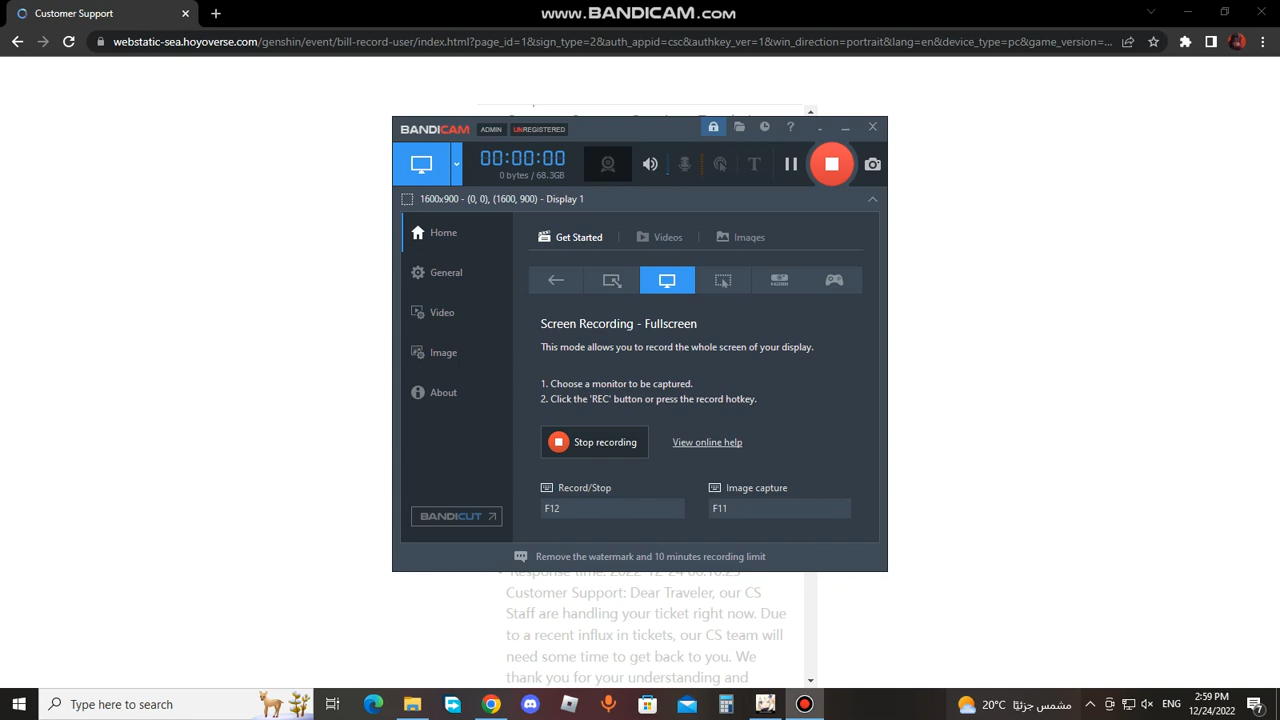 Customer Support
www.BANDICAM.com
webstatic-sea.hoyoverse.com/genshin/event/bill-record-user/index.html?page_id=1&sign_type=2&auth_appid=csc&authkey_ver=1&win_direction=portrait&lang=en&device_type=pc&game_version=...
BANDICAM ADMIN UNREGISTERED
00:00:00
0 bytes / 68.3GB
1600x900 - (0, 0), (1600, 900) - Display 1
Home
General
Video
Image
About
BANDICUT
Get Started
Videos
Images
Screen Recording - Fullscreen
This mode allows you to record the whole screen of your display.
1. Choose a monitor to be captured.
2. Click the 'REC' button or press the record hotkey.
Stop recording
View online help
Record/Stop
Image capture
F12
F11
Remove the watermark and 10 minutes recording limit
Customer Support: Dear Traveler, our CS
Staff are handling your ticket right now. Due
to a recent influx in tickets, our CS team will
need some time to get back to you. We
thank you for your understanding and
Type here to search
20°C مشمس جزئيًا
ENG
2:59 PM
12/24/2022